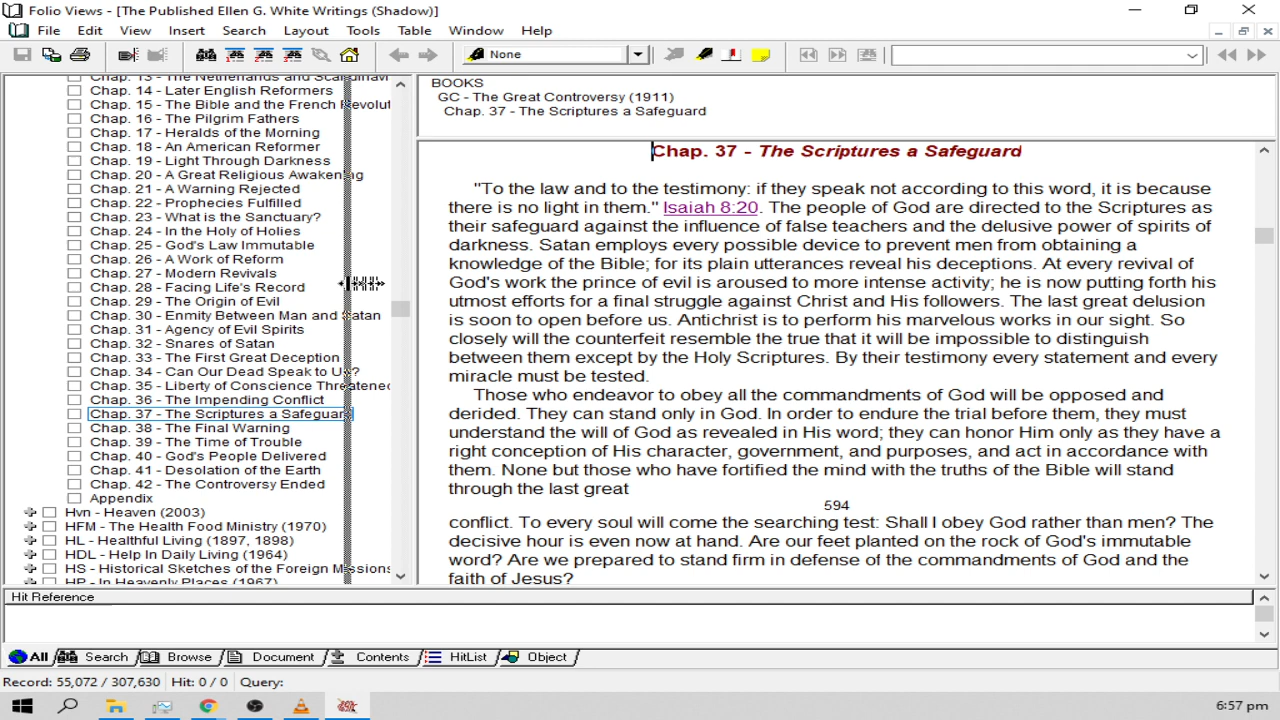 Folio Views - [The Published Ellen G. White Writings (Shadow)]
File Edit View Insert Search Layout Tools Table Window Help
None
Chap. 13 - The Netherlands and Scandinavi
Chap. 14 - Later English Reformers
Chap. 15 - The Bible and the French Revolut
Chap. 16 - The Pilgrim Fathers
Chap. 17 - Heralds of the Morning
Chap. 18 - An American Reformer
Chap. 19 - Light Through Darkness
Chap. 20 - A Great Religious Awakening
Chap. 21 - A Warning Rejected
Chap. 22 - Prophecies Fulfilled
Chap. 23 - What is the Sanctuary?
Chap. 24 - In the Holy of Holies
Chap. 25 - God's Law Immutable
Chap. 26 - A Work of Reform
Chap. 27 - Modern Revivals
Chap. 28 - Facing Life's Record
Chap. 29 - The Origin of Evil
Chap. 30 - Enmity Between Man and Satan
Chap. 31 - Agency of Evil Spirits
Chap. 32 - Snares of Satan
Chap. 33 - The First Great Deception
Chap. 34 - Can Our Dead Speak to Us?
Chap. 35 - Liberty of Conscience Threatened
Chap. 36 - The Impending Conflict
Chap. 37 - The Scriptures a Safeguard
Chap. 38 - The Final Warning
Chap. 39 - The Time of Trouble
Chap. 40 - God's People Delivered
Chap. 41 - Desolation of the Earth
Chap. 42 - The Controversy Ended
Appendix
Hvn - Heaven (2003)
HFM - The Health Food Ministry (1970)
HL - Healthful Living (1897, 1898)
HDL - Help In Daily Living (1964)
HS - Historical Sketches of the Foreign Missions
HP - In Heavenly Places (1967)
BOOKS
GC - The Great Controversy (1911)
Chap. 37 - The Scriptures a Safeguard
Chap. 37 - The Scriptures a Safeguard
"To the law and to the testimony: if they speak not according to this word, it is because
there is no light in them." Isaiah 8:20. The people of God are directed to the Scriptures as
their safeguard against the influence of false teachers and the delusive power of spirits of
darkness. Satan employs every possible device to prevent men from obtaining a
knowledge of the Bible; for its plain utterances reveal his deceptions. At every revival of
God's work the prince of evil is aroused to more intense activity; he is now putting forth his
utmost efforts for a final struggle against Christ and His followers. The last great delusion
is soon to open before us. Antichrist is to perform his marvelous works in our sight. So
closely will the counterfeit resemble the true that it will be impossible to distinguish
between them except by the Holy Scriptures. By their testimony every statement and every
miracle must be tested.
Those who endeavor to obey all the commandments of God will be opposed and
derided. They can stand only in God. In order to endure the trial before them, they must
understand the will of God as revealed in His word; they can honor Him only as they have a
right conception of His character, government, and purposes, and act in accordance with
them. None but those who have fortified the mind with the truths of the Bible will stand
through the last great
594
conflict. To every soul will come the searching test: Shall I obey God rather than men? The
decisive hour is even now at hand. Are our feet planted on the rock of God's immutable
word? Are we prepared to stand firm in defense of the commandments of God and the
faith of Jesus?
Hit Reference
All Search Browse Document Contents HitList Object
Record: 55,072 / 307,630 Hit: 0 / 0 Query:
6:57 pm